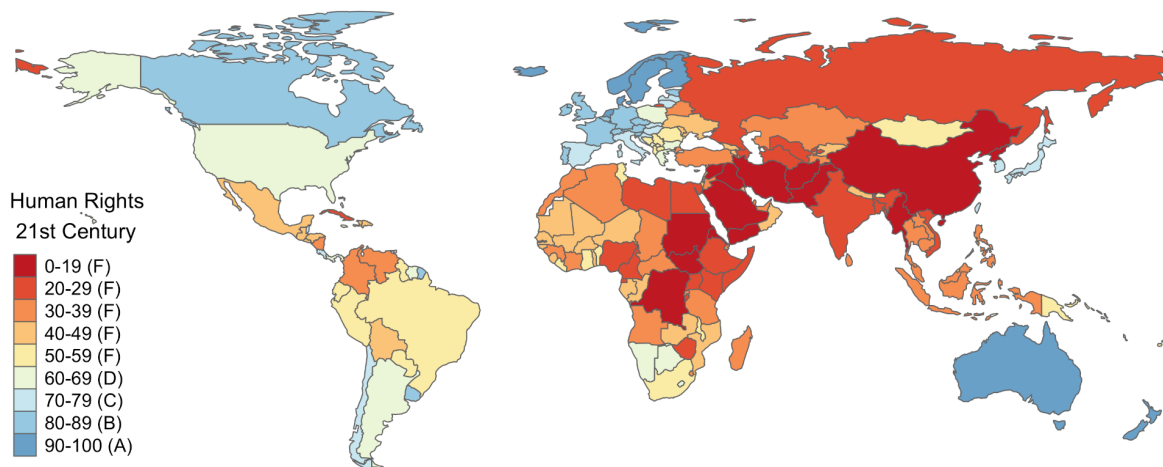 Human Rights
21st Century
0-19 (F)
20-29 (F)
30-39 (F)
40-49 (F)
50-59 (F)
60-69 (D)
70-79 (C)
80-89 (B)
90-100 (A)